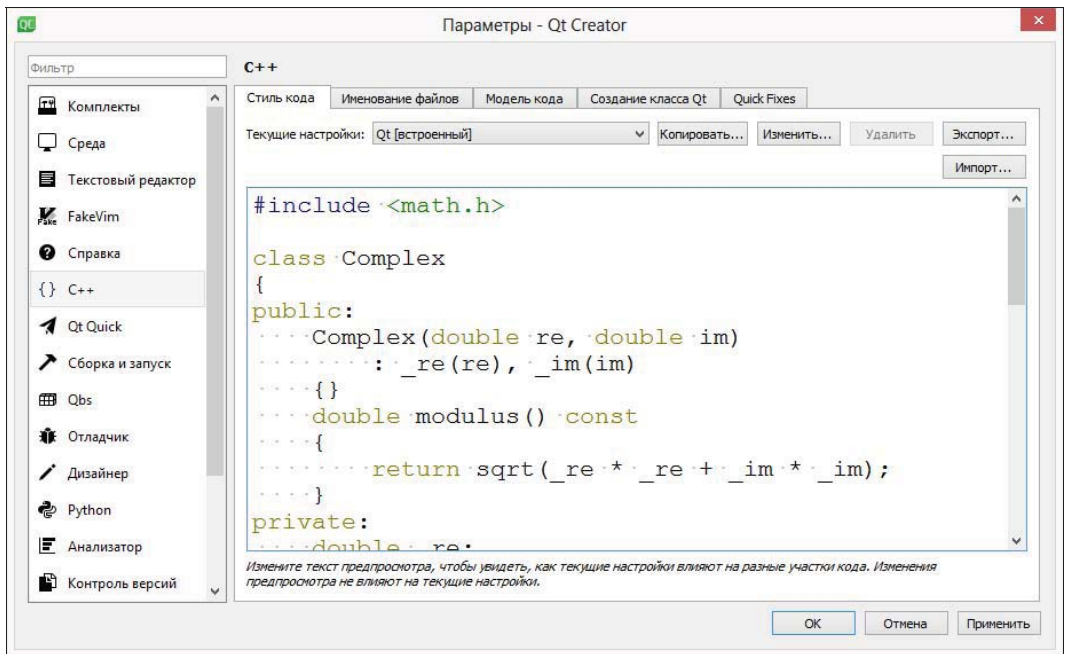 Параметры - Qt Creator
Фильтр
Комплекты
Среда
Текстовый редактор
FakeVim
Справка
{} C++
Qt Quick
Сборка и запуск
Qbs
Отладчик
Дизайнер
Python
Анализатор
Контроль версий
C++
Стиль кода Именование файлов Модель кода Создание класса Qt Quick Fixes
Текущие настройки: Qt [встроенный] Копировать... Изменить... Удалить Экспорт...
Импорт...
#include <math.h>
class Complex
{
public:
    Complex(double re, double im)
        : _re(re), _im(im)
    {}
    double modulus() const
    {
        return sqrt(_re * _re + _im * _im);
    }
private:
    double _re;
Измените текст предпросмотра, чтобы увидеть, как текущие настройки влияют на разные участки кода. Изменения
предпросмотра не влияют на текущие настройки.
OK Отмена Применить